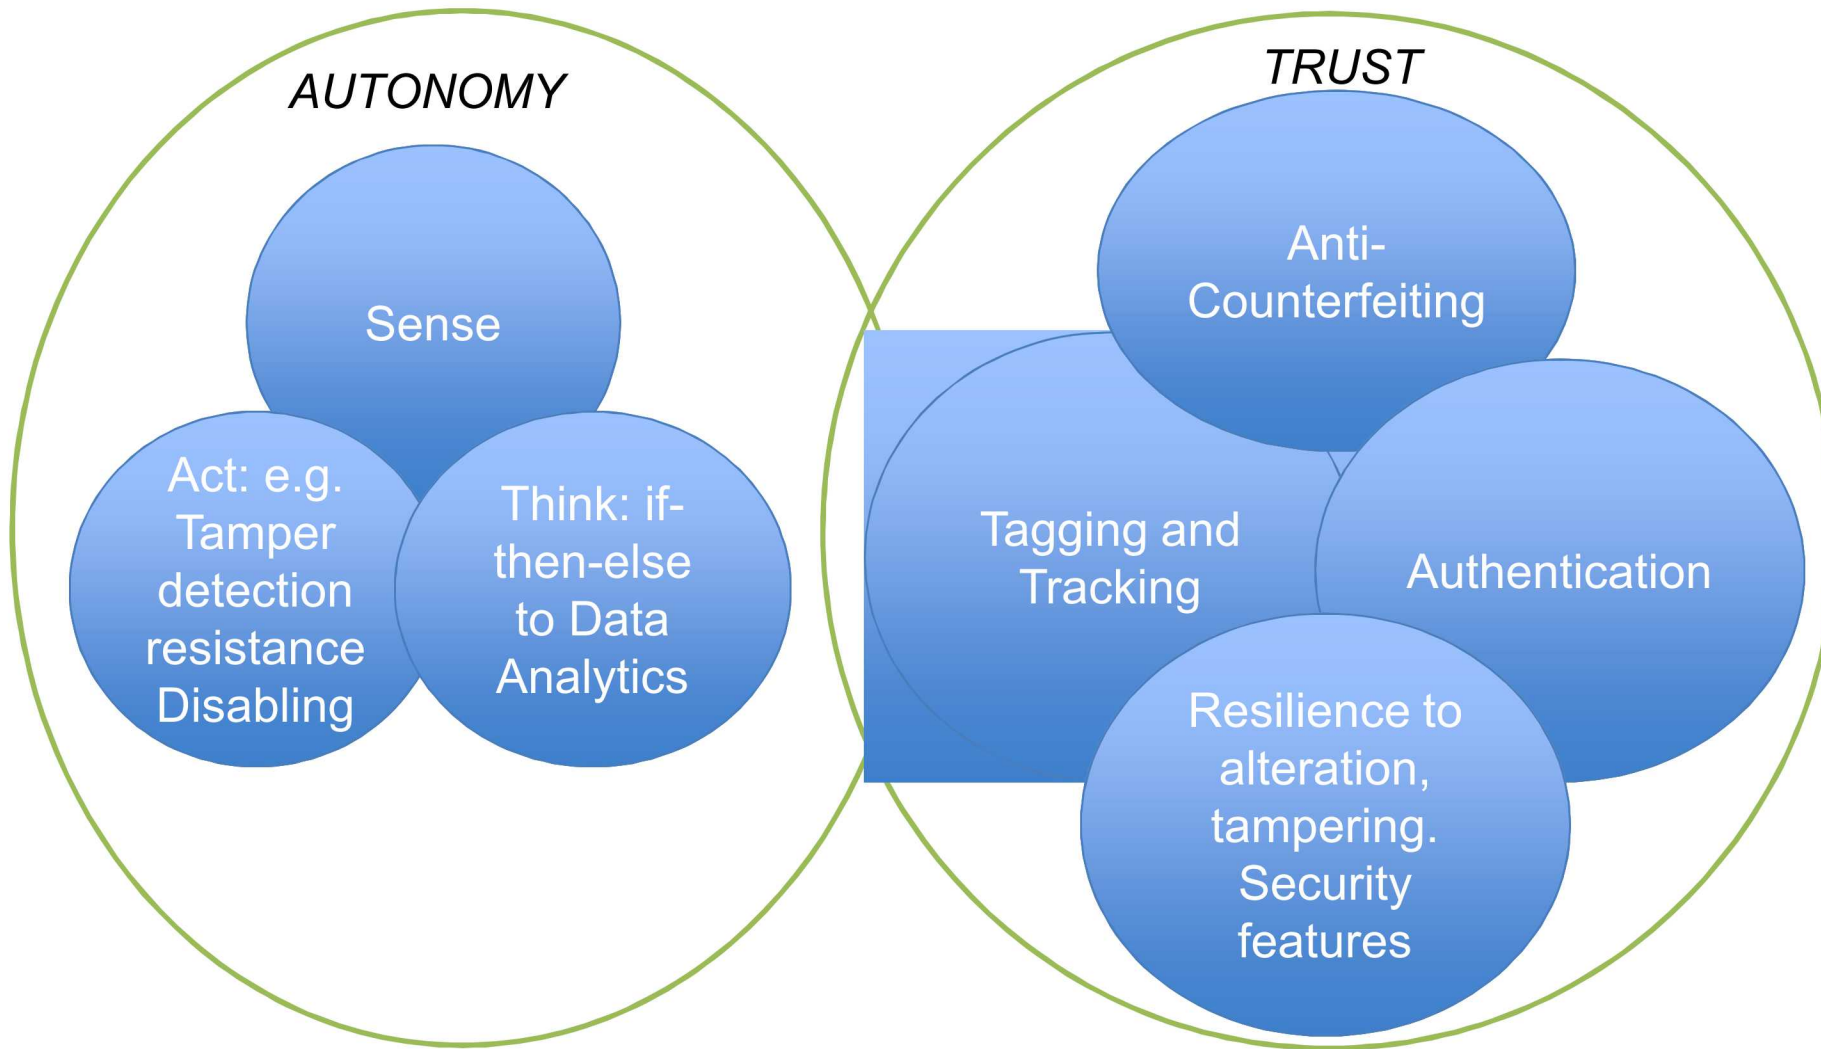 AUTONOMY
Sense
Act: e.g.
Tamper
detection
resistance
Disabling
Think: if-
then-else
to Data
Analytics
TRUST
Anti-
Counterfeiting
Tagging and
Tracking
Authentication
Resilience to
alteration,
tampering.
Security
features